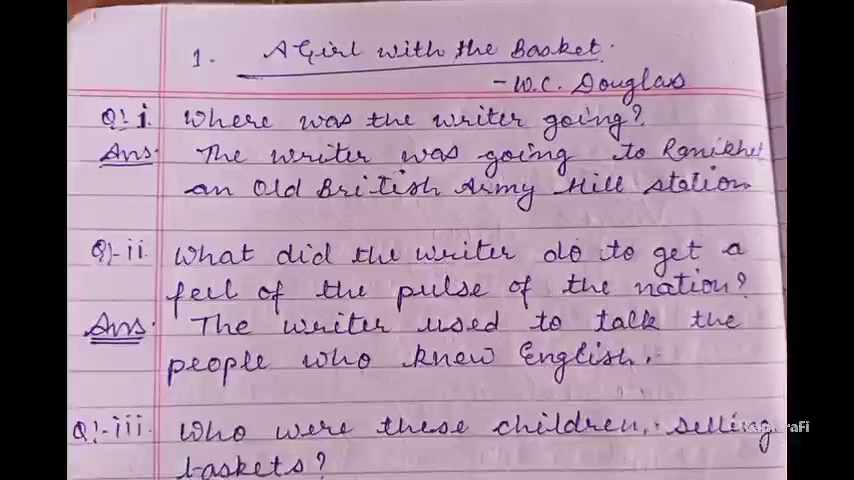 1. A Girl with the Basket.
-W.C. Douglas
Q:i Where was the writer going?
Ans: The writer was going to Ranikhet
an Old British Army Hill station
Q:-ii. What did the writer do to get a
feel of the pulse of the nation?
Ans: The writer used to talk the
people who knew English.
Q:-iii. Who were these children, selling
baskets?